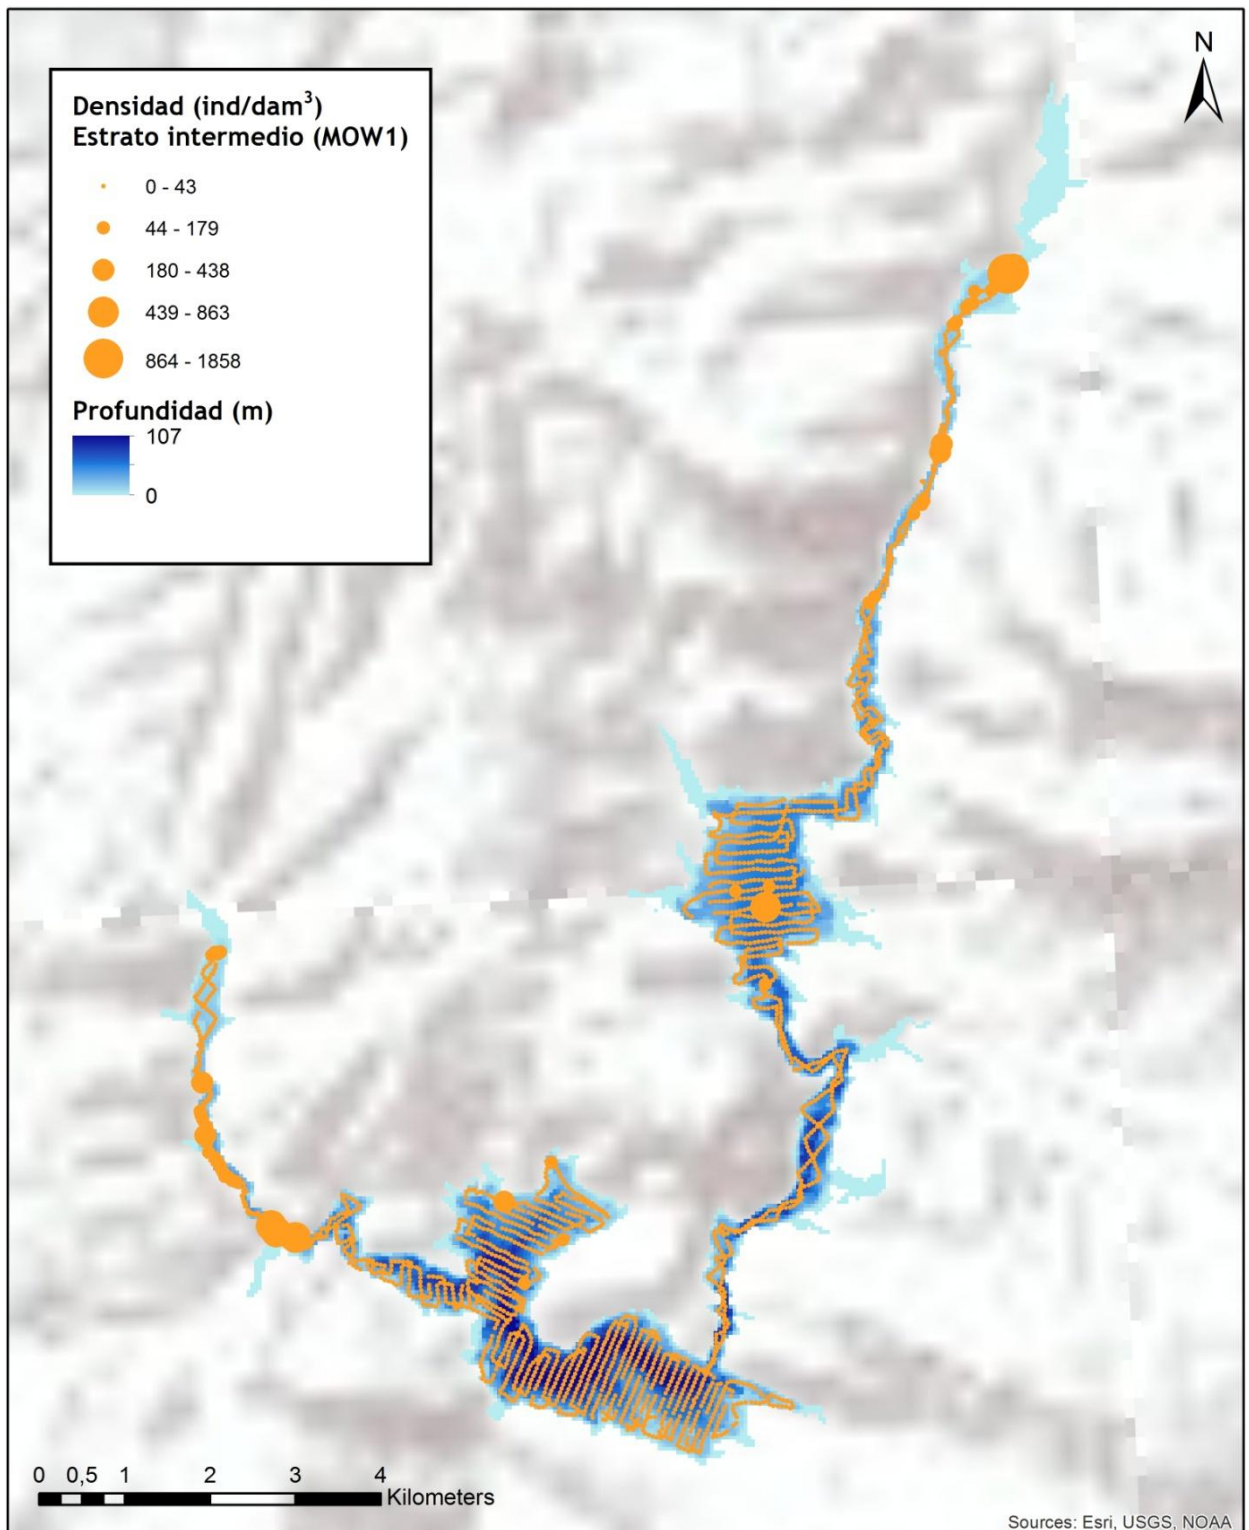 N
Densidad (ind/dam³)
Estrato intermedio (MOW1)
0 - 43
44 - 179
180 - 438
439 - 863
864 - 1858
Profundidad (m)
107
0
0 0,5 1 2 3 4
Kilometers
Sources: Esri, USGS, NOAA